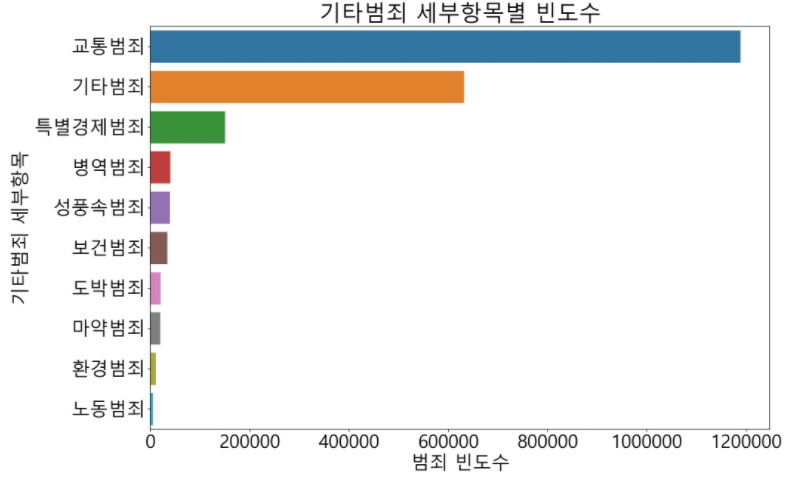 기타범죄 세부항목별 빈도수
교통범죄
기타범죄
특별경제범죄
병역범죄
성풍속범죄
보건범죄
도박범죄
마약범죄
환경범죄
노동범죄
기타범죄 세부항목
0 200000 400000 600000 800000 1000000 1200000
범죄 빈도수